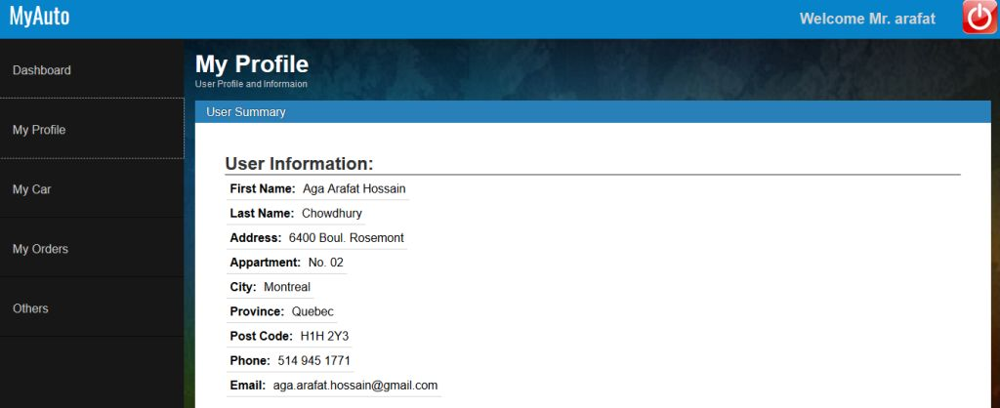 MyAuto
Welcome Mr. arafat
Dashboard
My Profile
My Car
My Orders
Others
My Profile
User Profile and Informaion
User Summary
User Information:
First Name: Aga Arafat Hossain
Last Name: Chowdhury
Address: 6400 Boul. Rosemont
Appartment: No. 02
City: Montreal
Province: Quebec
Post Code: H1H 2Y3
Phone: 514 945 1771
Email: aga.arafat.hossain@gmail.com